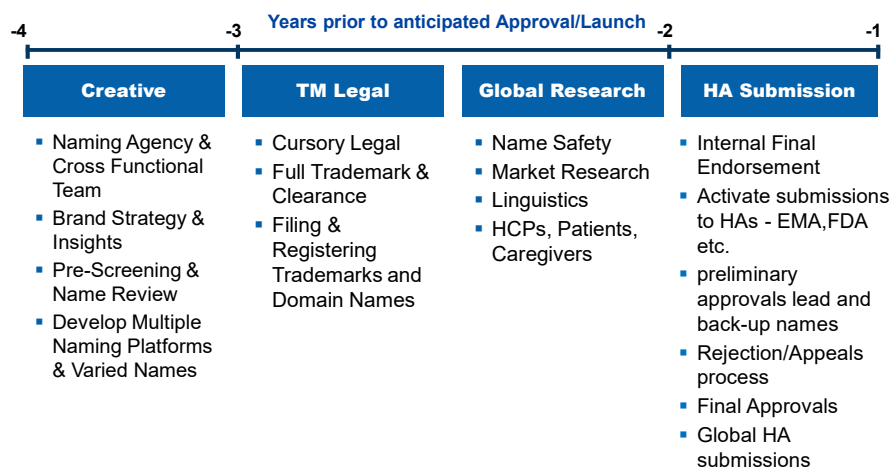 Years prior to anticipated Approval/Launch
-4
-3
-2
-1
Creative
Naming Agency &
Cross Functional
Team
Brand Strategy &
Insights
Pre-Screening &
Name Review
Develop Multiple
Naming Platforms
& Varied Names
TM Legal
Cursory Legal
Full Trademark &
Clearance
Filing &
Registering
Trademarks and
Domain Names
Global Research
Name Safety
Market Research
Linguistics
HCPs, Patients,
Caregivers
HA Submission
Internal Final
Endorsement
Activate submissions
to HAs - EMA,FDA
etc.
preliminary
approvals lead and
back-up names
Rejection/Appeals
process
Final Approvals
Global HA
submissions